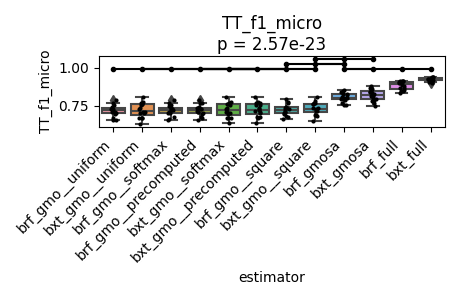 TT_f1_micro
p = 2.57e-23
TT_f1_micro
1.00
0.75
brf_gmo__uniform
bxt_gmo__uniform
brf_gmo__softmax
brf_gmo__precomputed
bxt_gmo__softmax
bxt_gmo__precomputed
brf_gmo__square
bxt_gmo__square
brf_gmosa
bxt_gmosa
brf_full
bxt_full
estimator